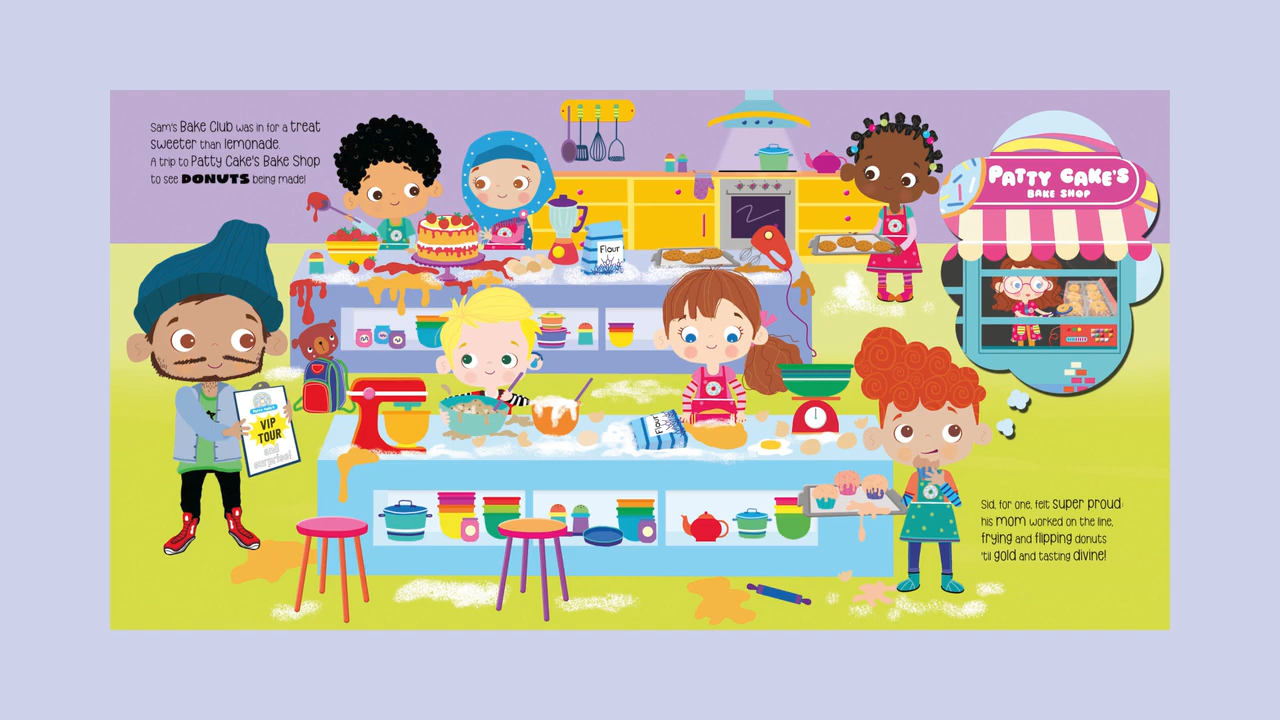 Sam's Bake Club was in for a treat
sweeter than lemonade.
A trip to Patty Cake's Bake Shop
to see DONUTS being made!
PATTY CAKE'S
BAKE SHOP
Flour
Flour
Patty Cake's
VIP
TOUR
and
surprise!
Sid, for one, felt super proud:
his mom worked on the line,
frying and flipping donuts
'til gold and tasting divine!